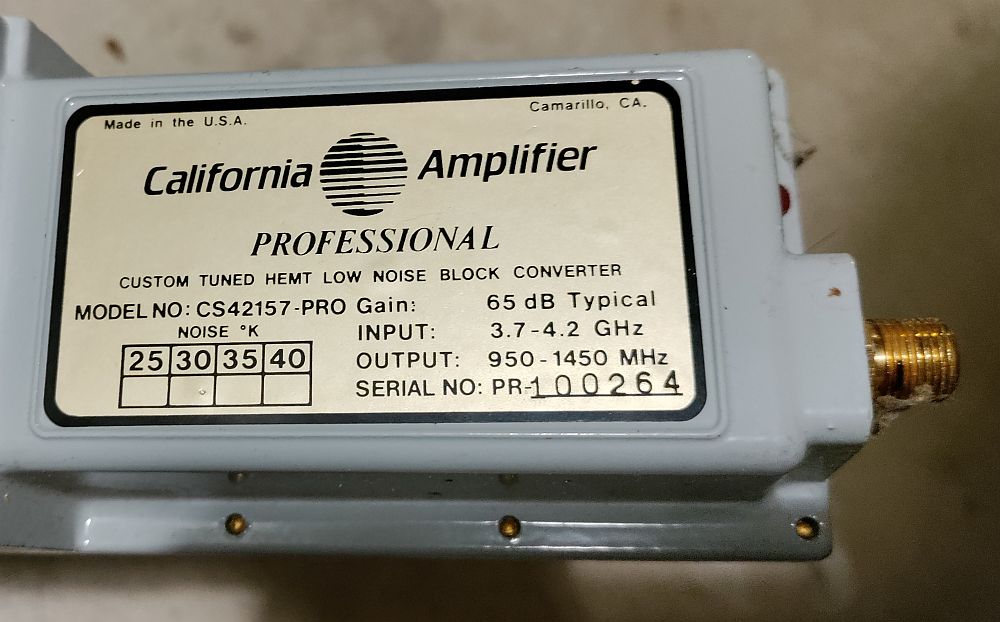 Made in the U.S.A. Camarillo, CA.
California Amplifier
PROFESSIONAL
CUSTOM TUNED HEMT LOW NOISE BLOCK CONVERTER
MODEL NO: CS42157-PRO Gain: 65 dB Typical
NOISE °K INPUT: 3.7-4.2 GHz
25 30 35 40 OUTPUT: 950-1450 MHz
SERIAL NO: PR-100264